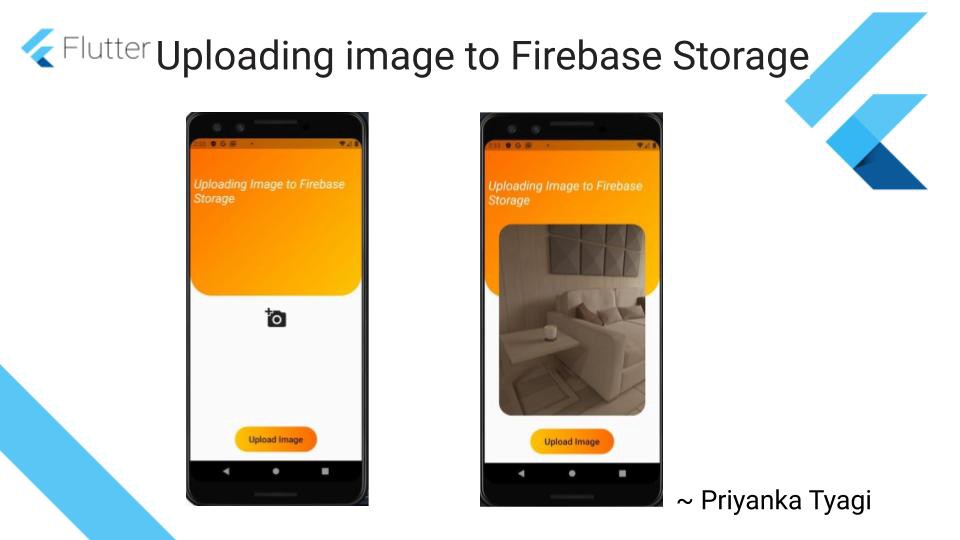 Flutter
Uploading image to Firebase Storage
Uploading Image to Firebase
Storage
Upload Image
Uploading Image to Firebase
Storage
Upload Image
~ Priyanka Tyagi